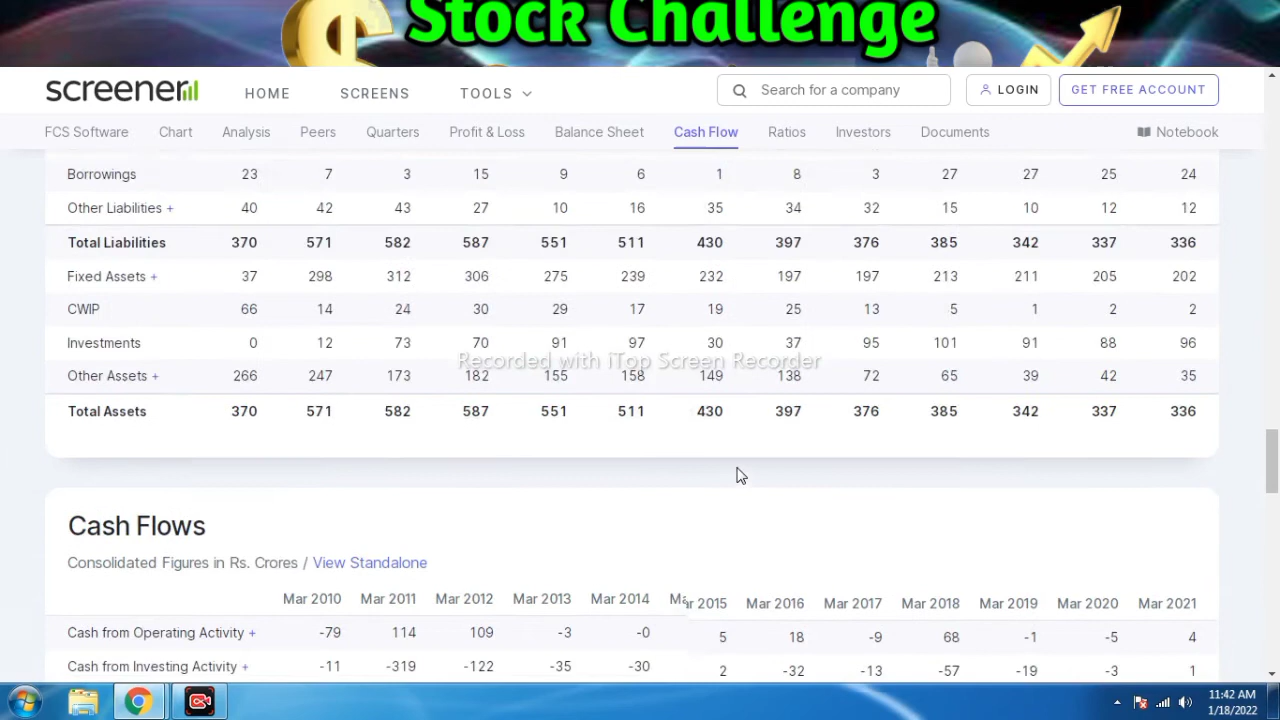 Stock Challenge
screener
HOME SCREENS TOOLS Search for a company LOGIN GET FREE ACCOUNT
FCS Software Chart Analysis Peers Quarters Profit & Loss Balance Sheet Cash Flow Ratios Investors Documents Notebook
Borrowings 23 7 3 15 9 6 1 8 3 27 27 25 24
Other Liabilities + 40 42 43 27 10 16 35 34 32 15 10 12 12
Total Liabilities 370 571 582 587 551 511 430 397 376 385 342 337 336
Fixed Assets + 37 298 312 306 275 239 232 197 197 213 211 205 202
CWIP 66 14 24 30 29 17 19 25 13 5 1 2 2
Investments 0 12 73 70 91 97 30 37 95 101 91 88 96
Recorded with iTop Screen Recorder
Other Assets + 266 247 173 182 155 158 149 138 72 65 39 42 35
Total Assets 370 571 582 587 551 511 430 397 376 385 342 337 336
Cash Flows
Consolidated Figures in Rs. Crores / View Standalone
Mar 2010 Mar 2011 Mar 2012 Mar 2013 Mar 2014 Mar 2015 Mar 2016 Mar 2017 Mar 2018 Mar 2019 Mar 2020 Mar 2021
Cash from Operating Activity + -79 114 109 -3 -0 5 18 -9 68 -1 -5 4
Cash from Investing Activity + -11 -319 -122 -35 -30 2 -32 -13 -57 -19 -3 1
11:42 AM
1/18/2022